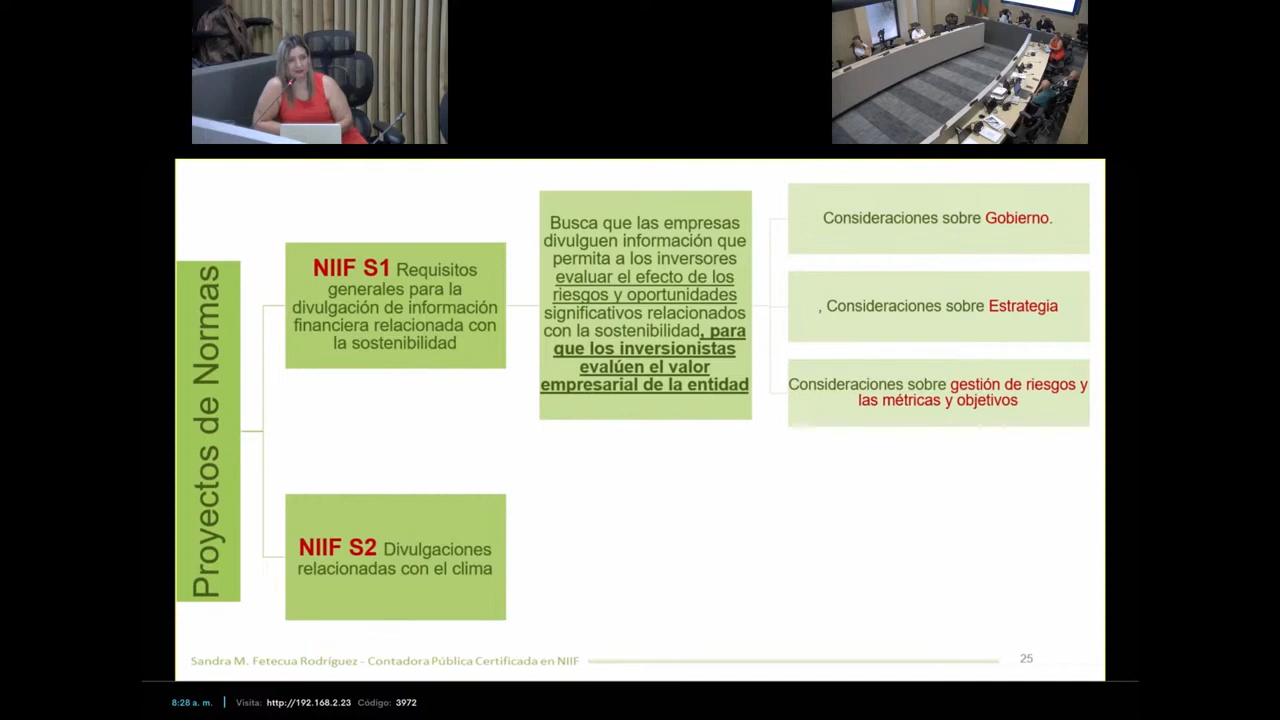 Proyectos de Normas
NIIF S1 Requisitos
generales para la
divulgación de información
financiera relacionada con
la sostenibilidad
Busca que las empresas
divulguen información que
permita a los inversores
evaluar el efecto de los
riesgos y oportunidades
significativos relacionados
con la sostenibilidad, para
que los inversionistas
evalúen el valor
empresarial de la entidad
Consideraciones sobre Gobierno.
, Consideraciones sobre Estrategia
Consideraciones sobre gestión de riesgos y
las métricas y objetivos
NIIF S2 Divulgaciones
relacionadas con el clima
Sandra M. Fetecua Rodríguez - Contadora Pública Certificada en NIIF
25
8:28 a. m. | Visita: http://192.168.2.23 Código: 3972